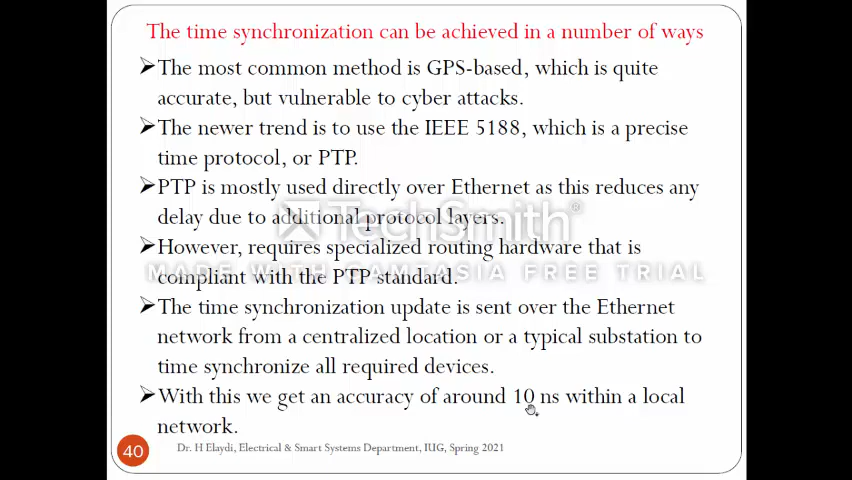 The time synchronization can be achieved in a number of ways
➢The most common method is GPS-based, which is quite
accurate, but vulnerable to cyber attacks.
➢The newer trend is to use the IEEE 5188, which is a precise
time protocol, or PTP.
➢PTP is mostly used directly over Ethernet as this reduces any
delay due to additional protocol layers.
TechSmith®
➢However, requires specialized routing hardware that is
MADE WITH CAMTASIA FREE TRIAL
compliant with the PTP standard.
➢The time synchronization update is sent over the Ethernet
network from a centralized location or a typical substation to
time synchronize all required devices.
➢With this we get an accuracy of around 10 ns within a local
network.
40
Dr. H Elaydi, Electrical & Smart Systems Department, IUG, Spring 2021